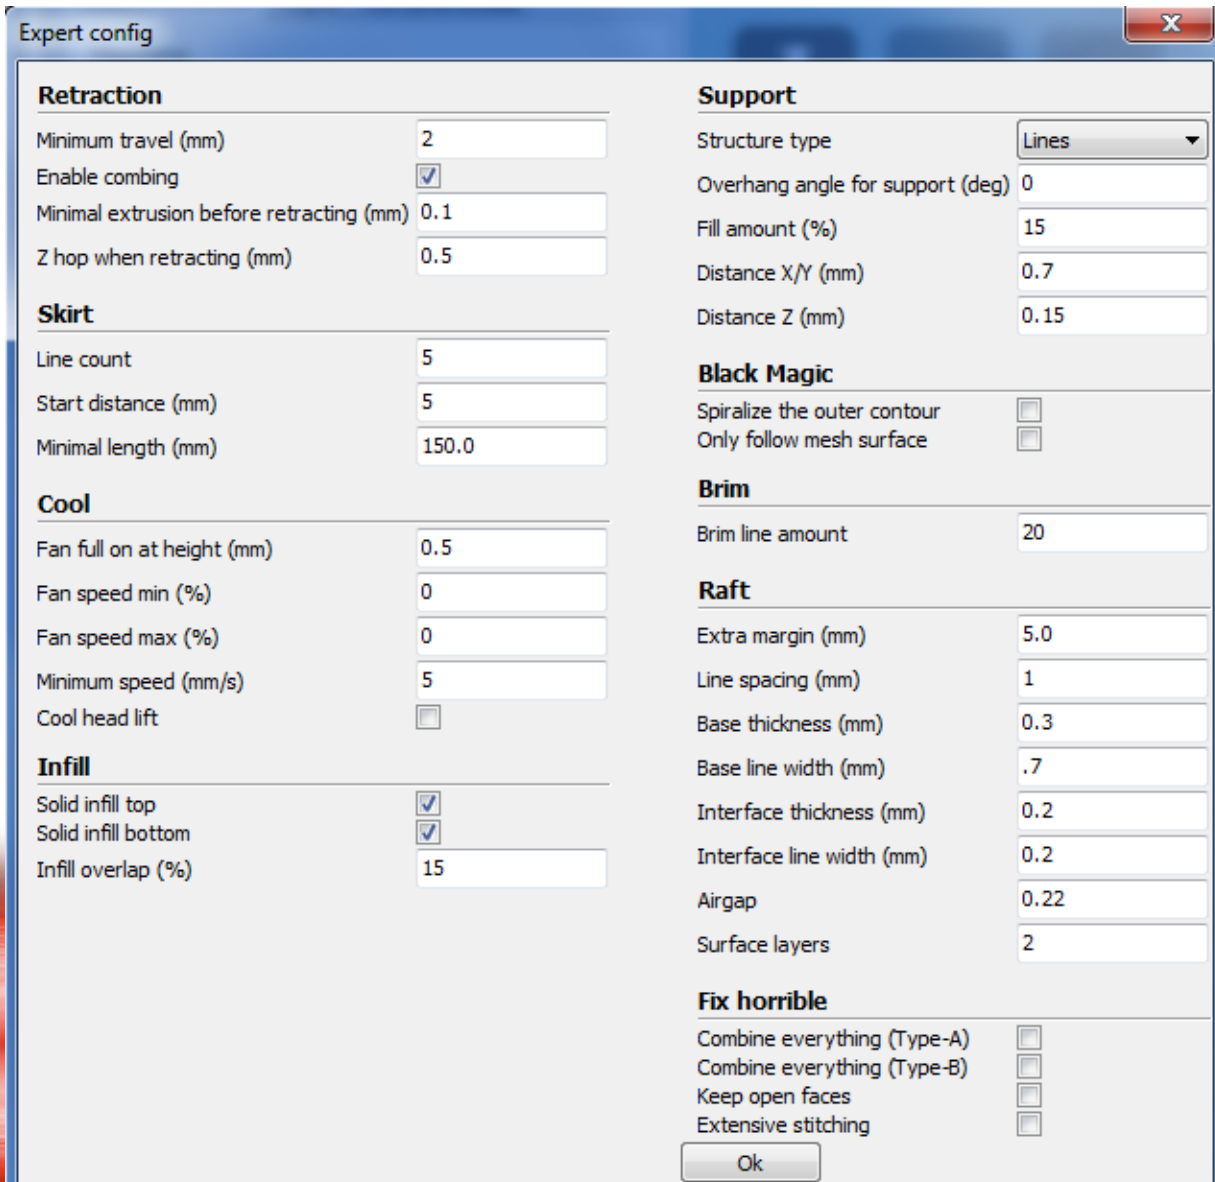 Expert config
X
Retraction
Minimum travel (mm) 2
Enable combing
Minimal extrusion before retracting (mm) 0.1
Z hop when retracting (mm) 0.5
Skirt
Line count 5
Start distance (mm) 5
Minimal length (mm) 150.0
Cool
Fan full on at height (mm) 0.5
Fan speed min (%) 0
Fan speed max (%) 0
Minimum speed (mm/s) 5
Cool head lift
Infill
Solid infill top
Solid infill bottom
Infill overlap (%) 15
Support
Structure type Lines
Overhang angle for support (deg) 0
Fill amount (%) 15
Distance X/Y (mm) 0.7
Distance Z (mm) 0.15
Black Magic
Spiralize the outer contour
Only follow mesh surface
Brim
Brim line amount 20
Raft
Extra margin (mm) 5.0
Line spacing (mm) 1
Base thickness (mm) 0.3
Base line width (mm) .7
Interface thickness (mm) 0.2
Interface line width (mm) 0.2
Airgap 0.22
Surface layers 2
Fix horrible
Combine everything (Type-A)
Combine everything (Type-B)
Keep open faces
Extensive stitching
Ok